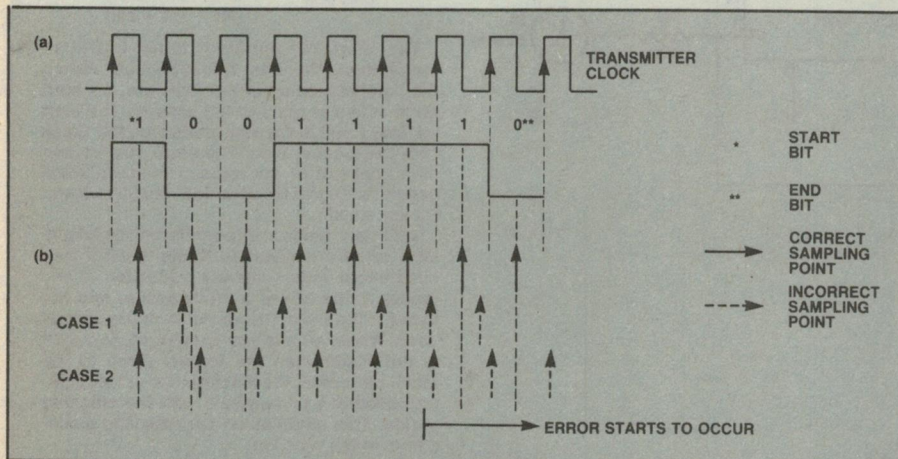 (a)
TRANSMITTER
CLOCK
*1 0 0 1 1 1 1 0**
* START
BIT
** END
BIT
(b)
CORRECT
SAMPLING
POINT
CASE 1
INCORRECT
SAMPLING
POINT
CASE 2
ERROR STARTS TO OCCUR